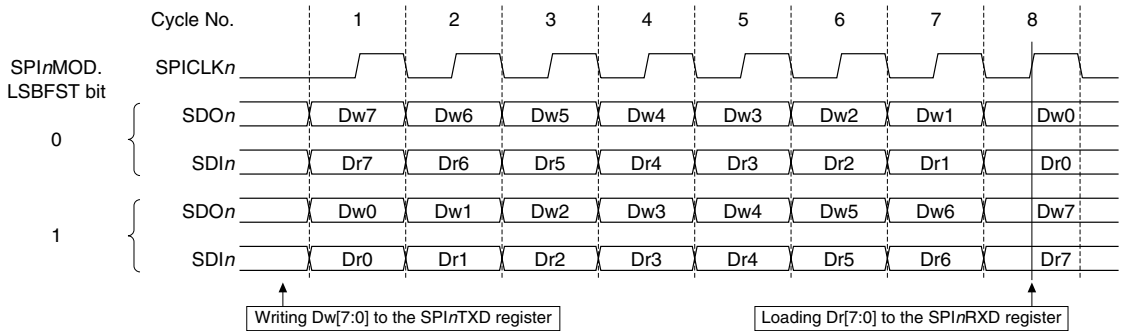 Cycle No. 1 2 3 4 5 6 7 8
SPInMOD.
LSBFST bit
SPICLKn
0
SDOn Dw7 Dw6 Dw5 Dw4 Dw3 Dw2 Dw1 Dw0
SDIn Dr7 Dr6 Dr5 Dr4 Dr3 Dr2 Dr1 Dr0
1
SDOn Dw0 Dw1 Dw2 Dw3 Dw4 Dw5 Dw6 Dw7
SDIn Dr0 Dr1 Dr2 Dr3 Dr4 Dr5 Dr6 Dr7
Writing Dw[7:0] to the SPInTXD register
Loading Dr[7:0] to the SPInRXD register